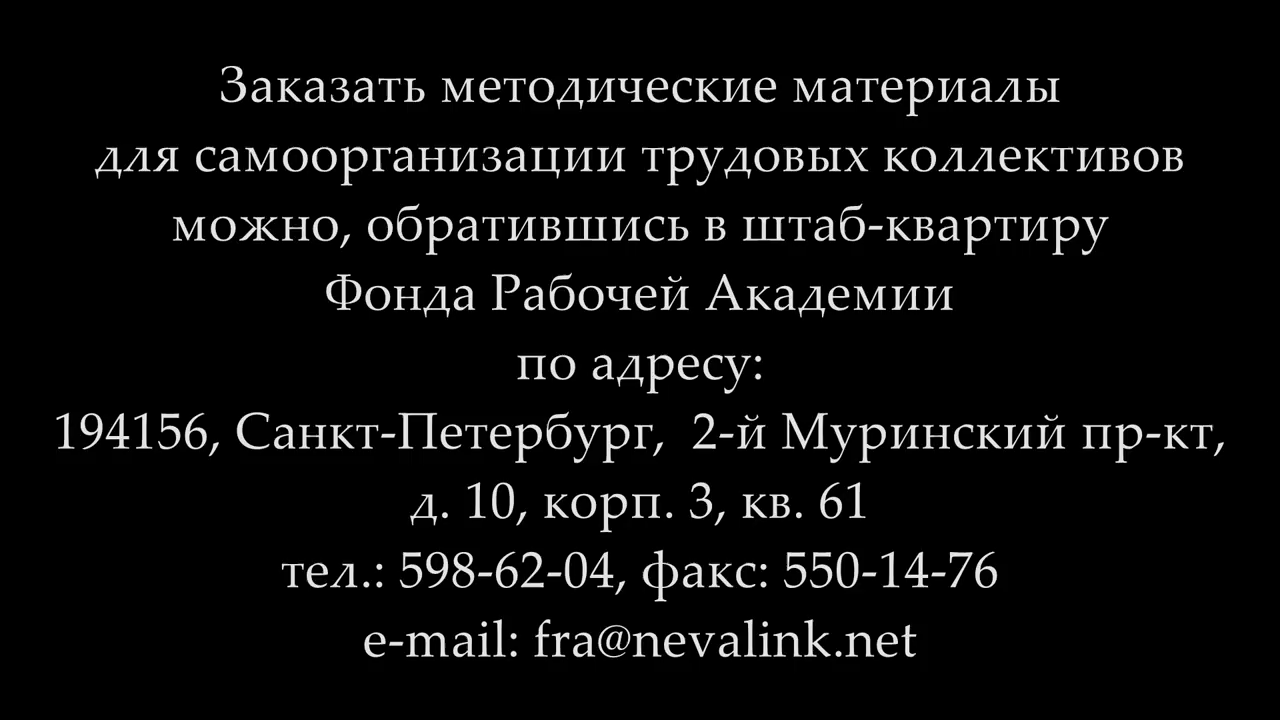 Заказать методические материалы
для самоорганизации трудовых коллективов
можно, обратившись в штаб-квартиру
Фонда Рабочей Академии
по адресу:
194156, Санкт-Петербург,  2-й Муринский пр-кт,
д. 10, корп. 3, кв. 61
тел.: 598-62-04, факс: 550-14-76
e-mail: fra@nevalink.net